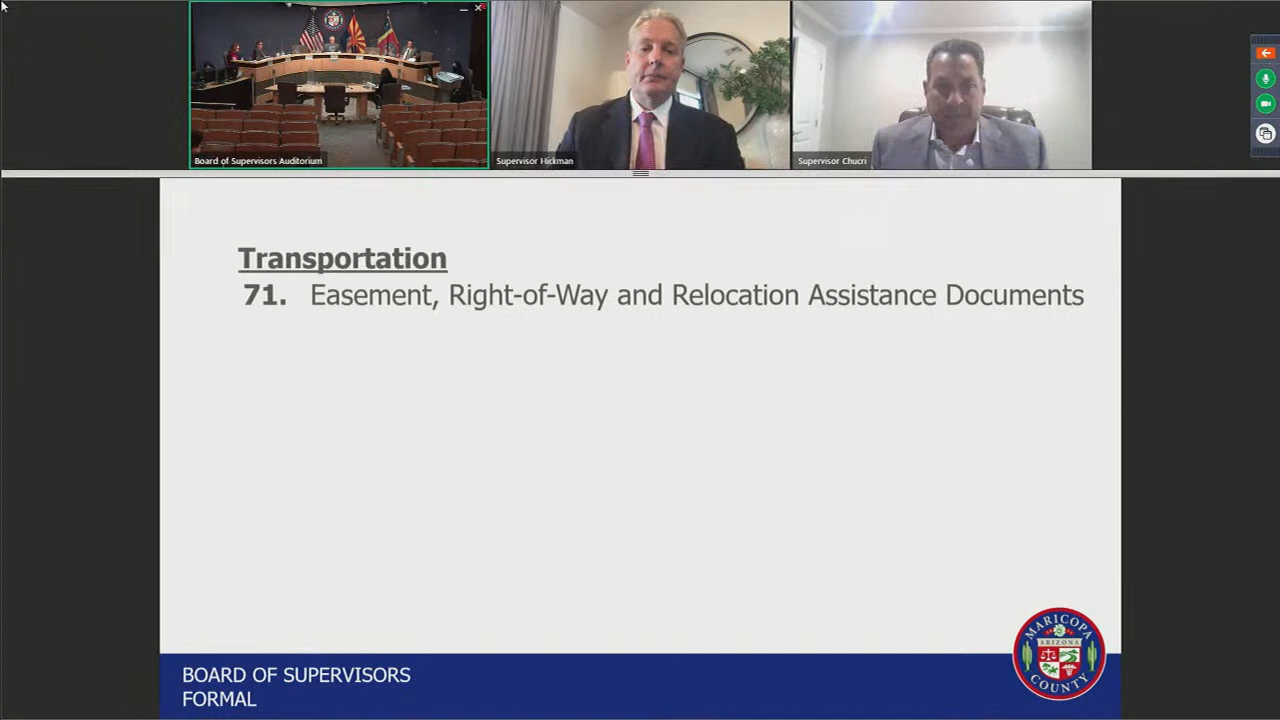 Board of Supervisors Auditorium
Supervisor Hickman
Supervisor Chucri
Transportation
71. Easement, Right-of-Way and Relocation Assistance Documents
MARICOPA
ARIZONA
COUNTY
BOARD OF SUPERVISORS
FORMAL